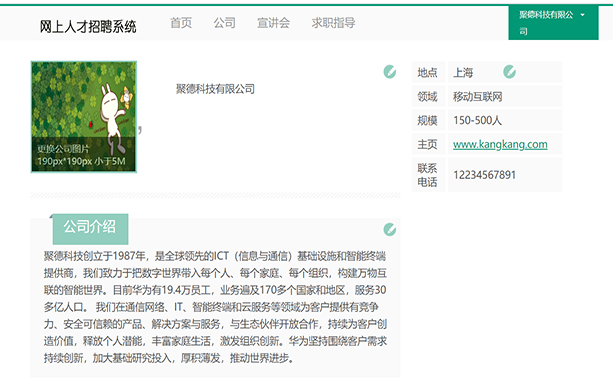 网上人才招聘系统 首页 公司 宣讲会 求职指导
聚德科技有限公
司
聚德科技有限公司
更换公司图片
190px*190px 小于5M
地点 上海
领域 移动互联网
规模 150-500人
主页 www.kangkang.com
联系
电话 12234567891
公司介绍
聚德科技创立于1987年，是全球领先的ICT（信息与通信）基础设施和智能终端
提供商，我们致力于把数字世界带入每个人、每个家庭、每个组织，构建万物互
联的智能世界。目前华为有19.4万员工，业务遍及170多个国家和地区，服务30
多亿人口。 我们在通信网络、IT、智能终端和云服务等领域为客户提供有竞争
力、安全可信赖的产品、解决方案与服务，与生态伙伴开放合作，持续为客户创
造价值，释放个人潜能，丰富家庭生活，激发组织创新。华为坚持围绕客户需求
持续创新，加大基础研究投入，厚积薄发，推动世界进步。